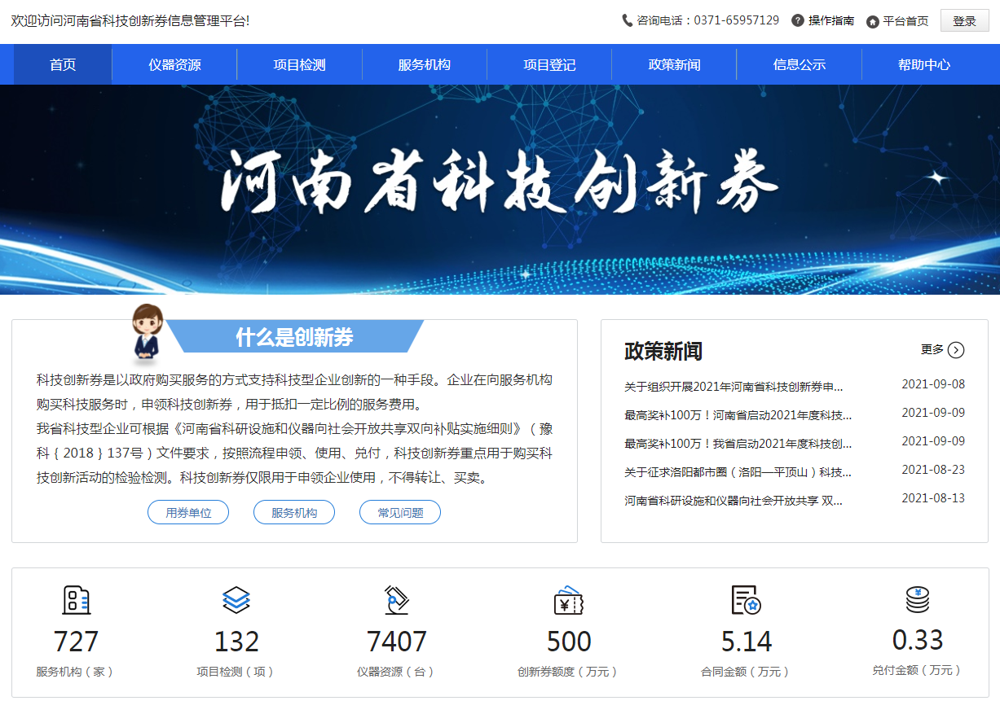 欢迎访问河南省科技创新券信息管理平台!
咨询电话：0371-65957129 操作指南 平台首页 登录
首页 仪器资源 项目检测 服务机构 项目登记 政策新闻 信息公示 帮助中心
河南省科技创新券
什么是创新券
科技创新券是以政府购买服务的方式支持科技型企业创新的一种手段。企业在向服务机构
购买科技服务时，申领科技创新券，用于抵扣一定比例的服务费用。
我省科技型企业可根据《河南省科研设施和仪器向社会开放共享双向补贴实施细则》（豫
科｛2018｝137号）文件要求，按照流程申领、使用、兑付，科技创新券重点用于购买科
技创新活动的检验检测。科技创新券仅限用于申领企业使用，不得转让、买卖。
用券单位 服务机构 常见问题
政策新闻 更多
关于组织开展2021年河南省科技创新券申... 2021-09-08
最高奖补100万！河南省启动2021年度科技... 2021-09-09
最高奖补100万！我省启动2021年度科技创... 2021-09-09
关于征求洛阳都市圈（洛阳—平顶山）科技... 2021-08-23
河南省科研设施和仪器向社会开放共享 双... 2021-08-13
727 132 7407 500 5.14 0.33
服务机构（家） 项目检测（项） 仪器资源（台） 创新券额度（万元） 合同金额（万元） 兑付金额（万元）